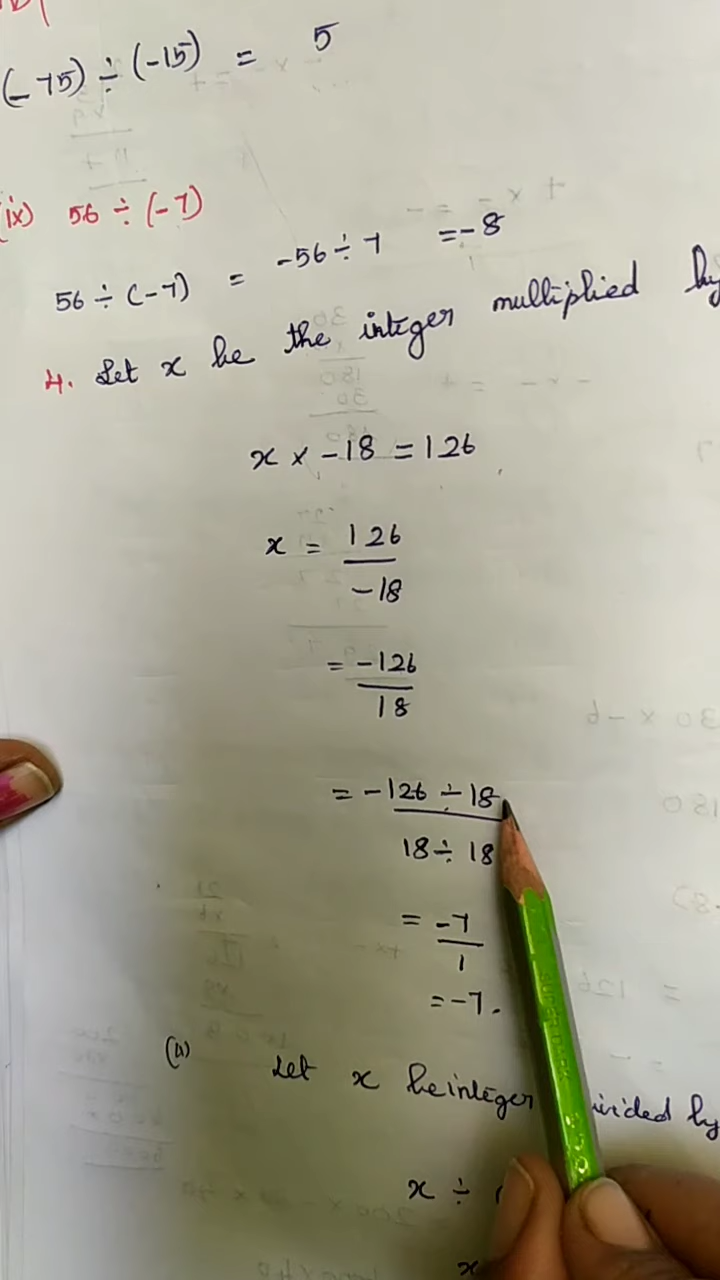 (-75) ÷ (-15) = 5
(ix) 56 ÷ (-7)
56 ÷ (-7) = -56 ÷ 7 = -8
4. Let x be the integer multiplied by
x × -18 = 126
x = 126
-18
= -126
18
= -126 ÷ 18
18 ÷ 18
= -7
1
= -7.
(ii) Let x be integer by
x ÷
x